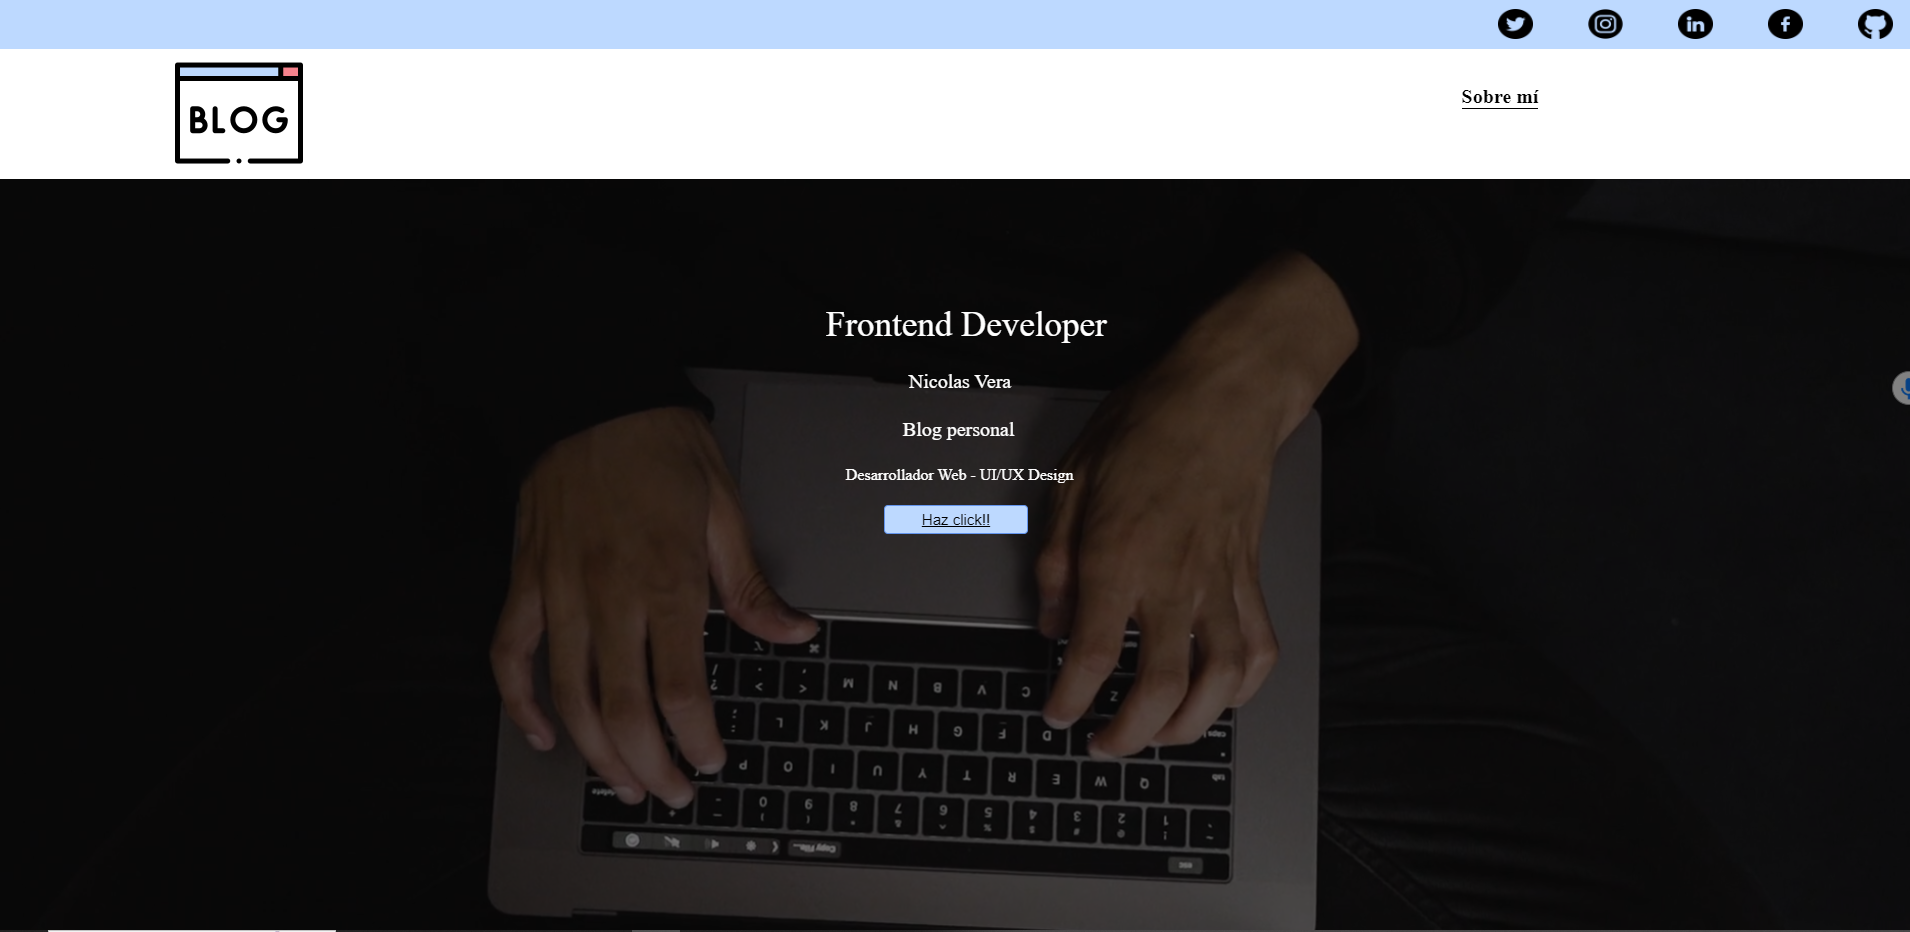 BLOG
Sobre mí
Frontend Developer
Nicolas Vera
Blog personal
Desarrollador Web - UI/UX Design
Haz click!!